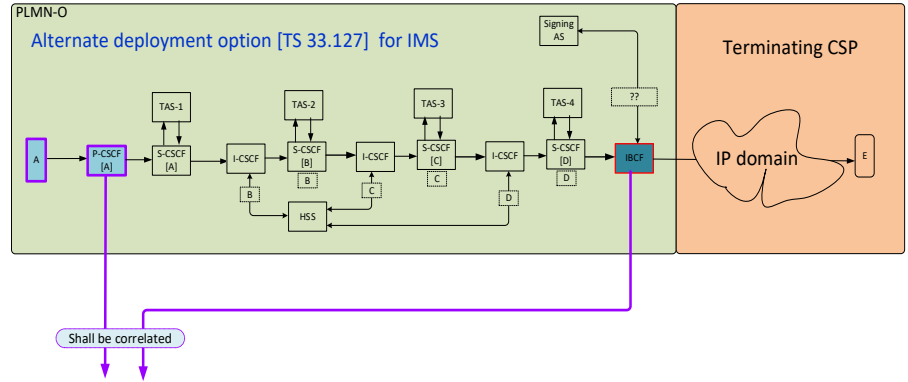 PLMN-O
Alternate deployment option [TS 33.127] for IMS
Signing
AS
Terminating CSP
??
TAS-1
TAS-2
TAS-3
TAS-4
A
P-CSCF
[A]
S-CSCF
[A]
I-CSCF
S-CSCF
[B]
I-CSCF
S-CSCF
[C]
I-CSCF
S-CSCF
[D]
IBCF
IP domain
E
B
C
D
B
C
D
HSS
Shall be correlated